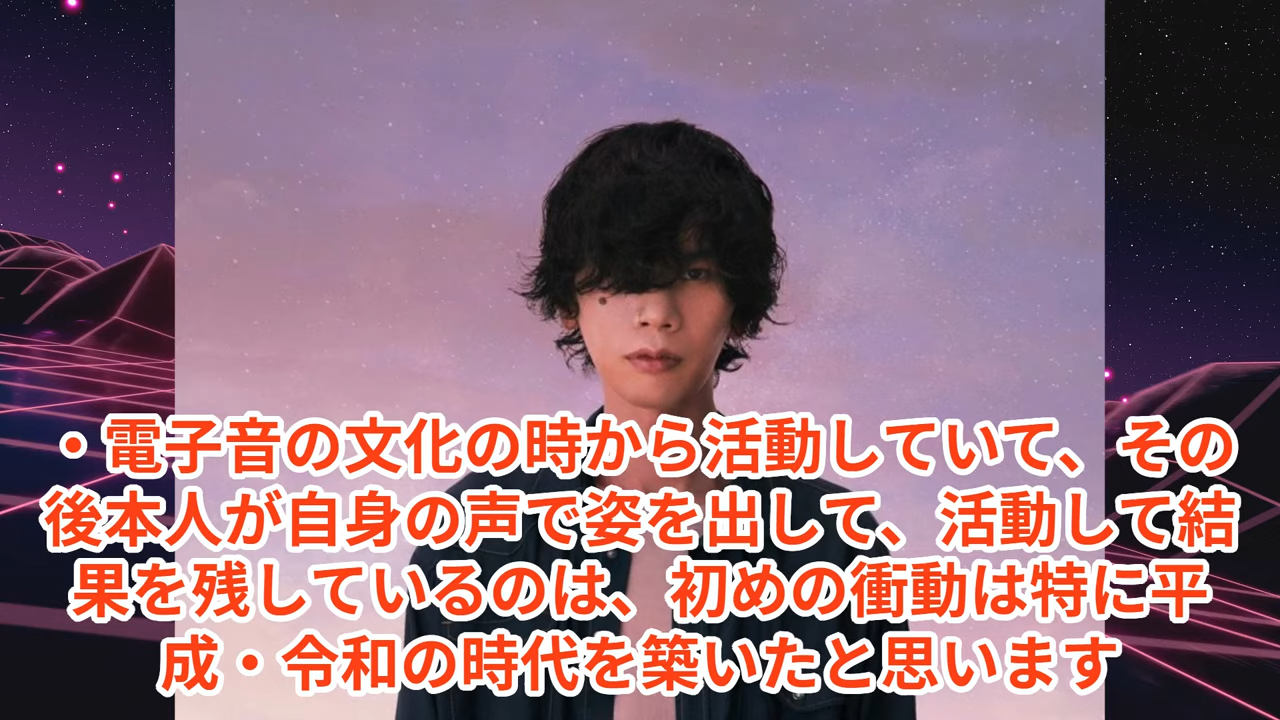 ・電子音の文化の時から活動していて、その
後本人が自身の声で姿を出して、活動して結
果を残しているのは、初めの衝動は特に平
成・令和の時代を築いたと思います